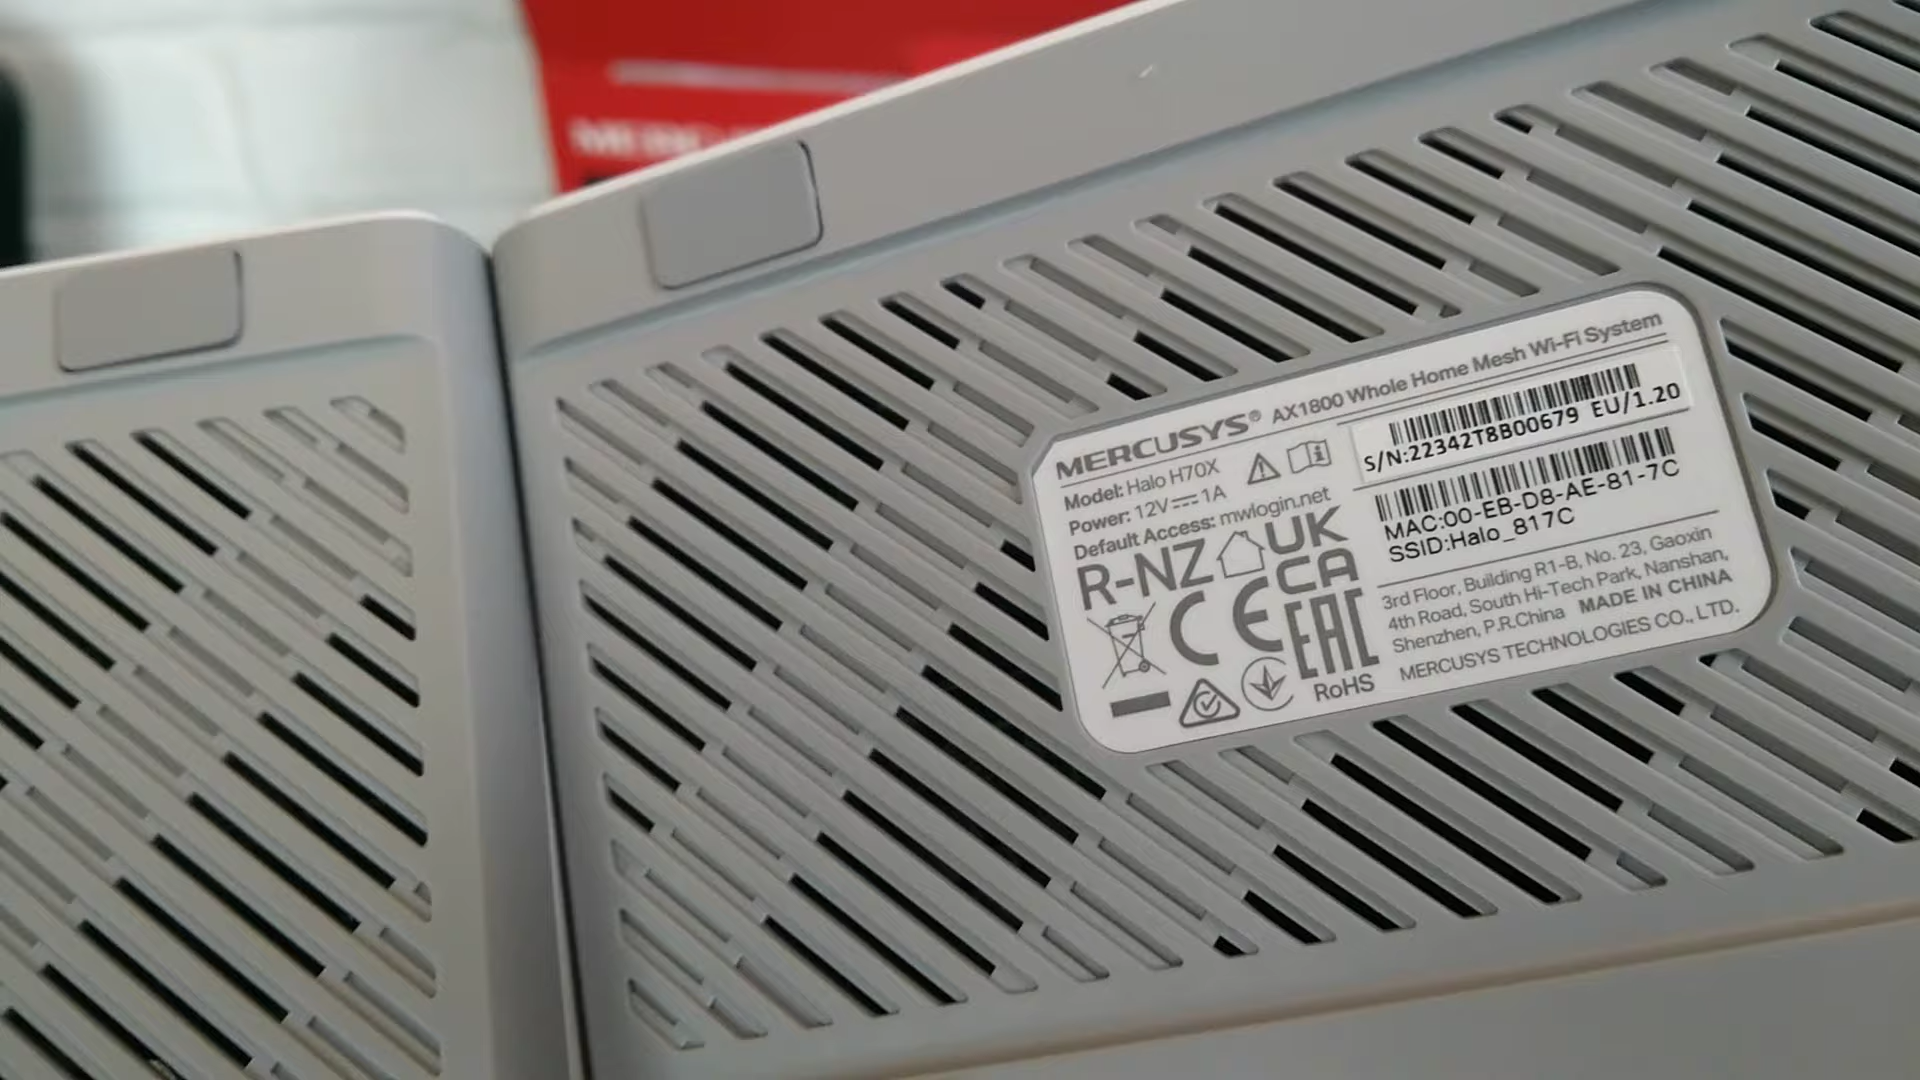 MERCUSYS® AX1800 Whole Home Mesh Wi-Fi System
Model: Halo H70X
Power: 12V⎓1A
Default Access: mwlogin.net
R-NZ
UK
CA
CE
EAC
RoHS
S/N:22342T8B00679 EU/1.20
MAC:00-EB-D8-AE-81-7C
SSID:Halo_817C
3rd Floor, Building R1-B, No. 23, Gaoxin
4th Road, South Hi-Tech Park, Nanshan,
Shenzhen, P.R.China MADE IN CHINA
MERCUSYS TECHNOLOGIES CO., LTD.